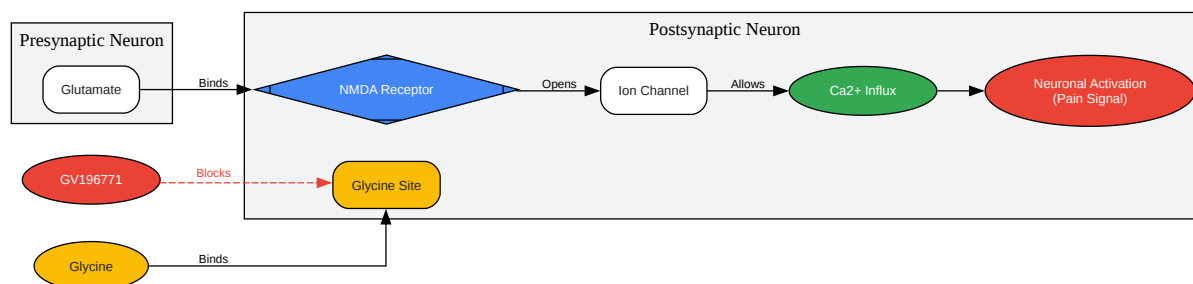 Presynaptic Neuron
Glutamate
Binds
Postsynaptic Neuron
NMDA Receptor
Opens
Ion Channel
Allows
Ca2+ Influx
Neuronal Activation
(Pain Signal)
GV196771
Blocks
Glycine Site
Glycine
Binds